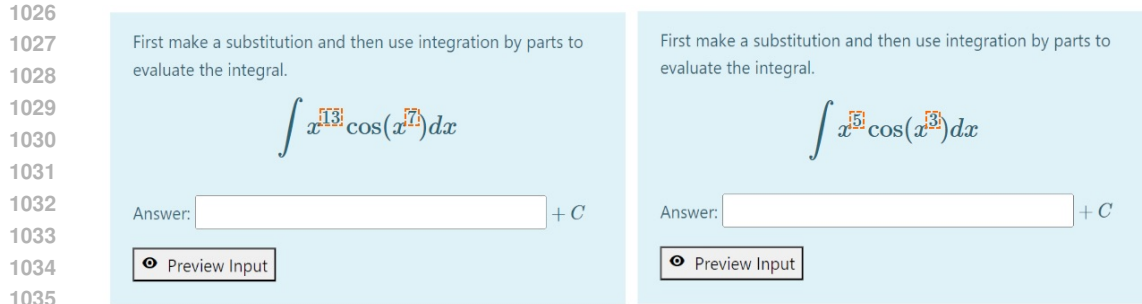 1026
1027
1028
1029
1030
1031
1032
1033
1034
1035
First make a substitution and then use integration by parts to
evaluate the integral.
∫ x^13 cos(x^7)dx
Answer: + C
Preview Input
First make a substitution and then use integration by parts to
evaluate the integral.
∫ x^5 cos(x^3)dx
Answer: + C
Preview Input